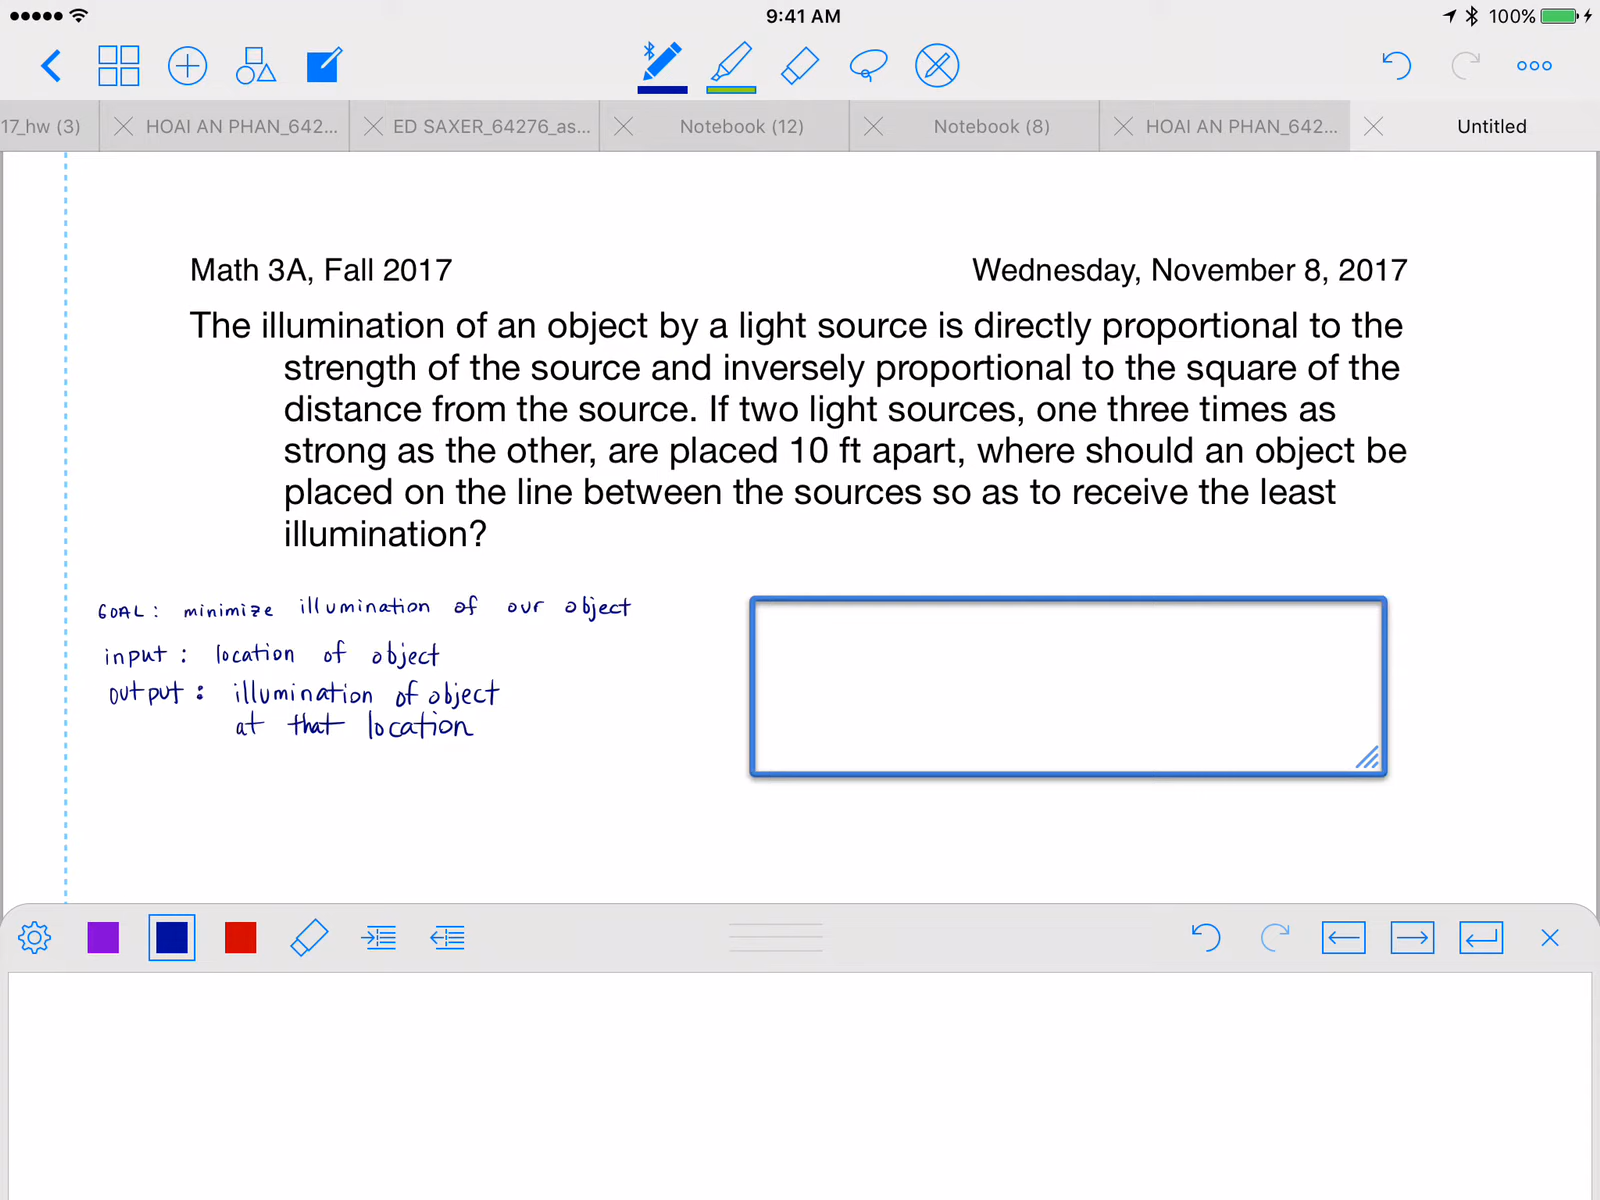 9:41 AM
100%
17_hw (3)
HOAI AN PHAN_642...
ED SAXER_64276_as...
Notebook (12)
Notebook (8)
HOAI AN PHAN_642...
Untitled
Math 3A, Fall 2017
Wednesday, November 8, 2017
The illumination of an object by a light source is directly proportional to the
strength of the source and inversely proportional to the square of the
distance from the source. If two light sources, one three times as
strong as the other, are placed 10 ft apart, where should an object be
placed on the line between the sources so as to receive the least
illumination?
GOAL: minimize illumination of our object
input: location of object
output: illumination of object
at that location